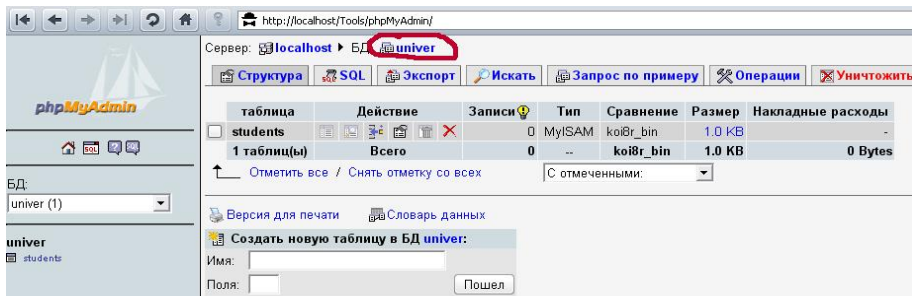 http://localhost/Tools/phpMyAdmin/
phpMyAdmin
SQL
БД:
univer (1)
univer
students
Сервер: localhost ▸ БД univer
Структура SQL Экспорт Искать Запрос по примеру Операции Уничтожить
таблица Действие Записи Тип Сравнение Размер Накладные расходы
students 0 MyISAM koi8r_bin 1.0 KB -
1 таблиц(ы) Всего 0 -- koi8r_bin 1.0 KB 0 Bytes
Отметить все / Снять отметку со всех С отмеченными:
Версия для печати Словарь данных
Создать новую таблицу в БД univer:
Имя:
Поля: Пошел